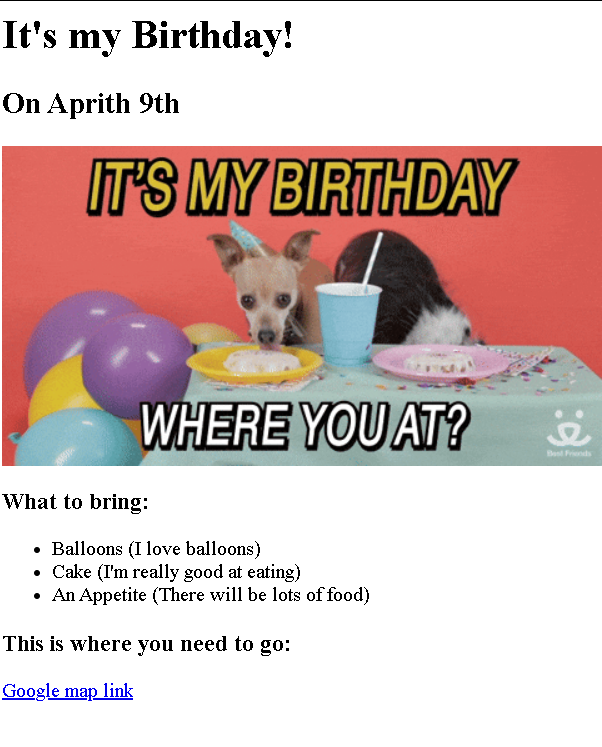 It's my Birthday!
On Aprith 9th
IT'S MY BIRTHDAY
WHERE YOU AT?
Best Friends
What to bring:
Balloons (I love balloons)
Cake (I'm really good at eating)
An Appetite (There will be lots of food)
This is where you need to go:
Google map link